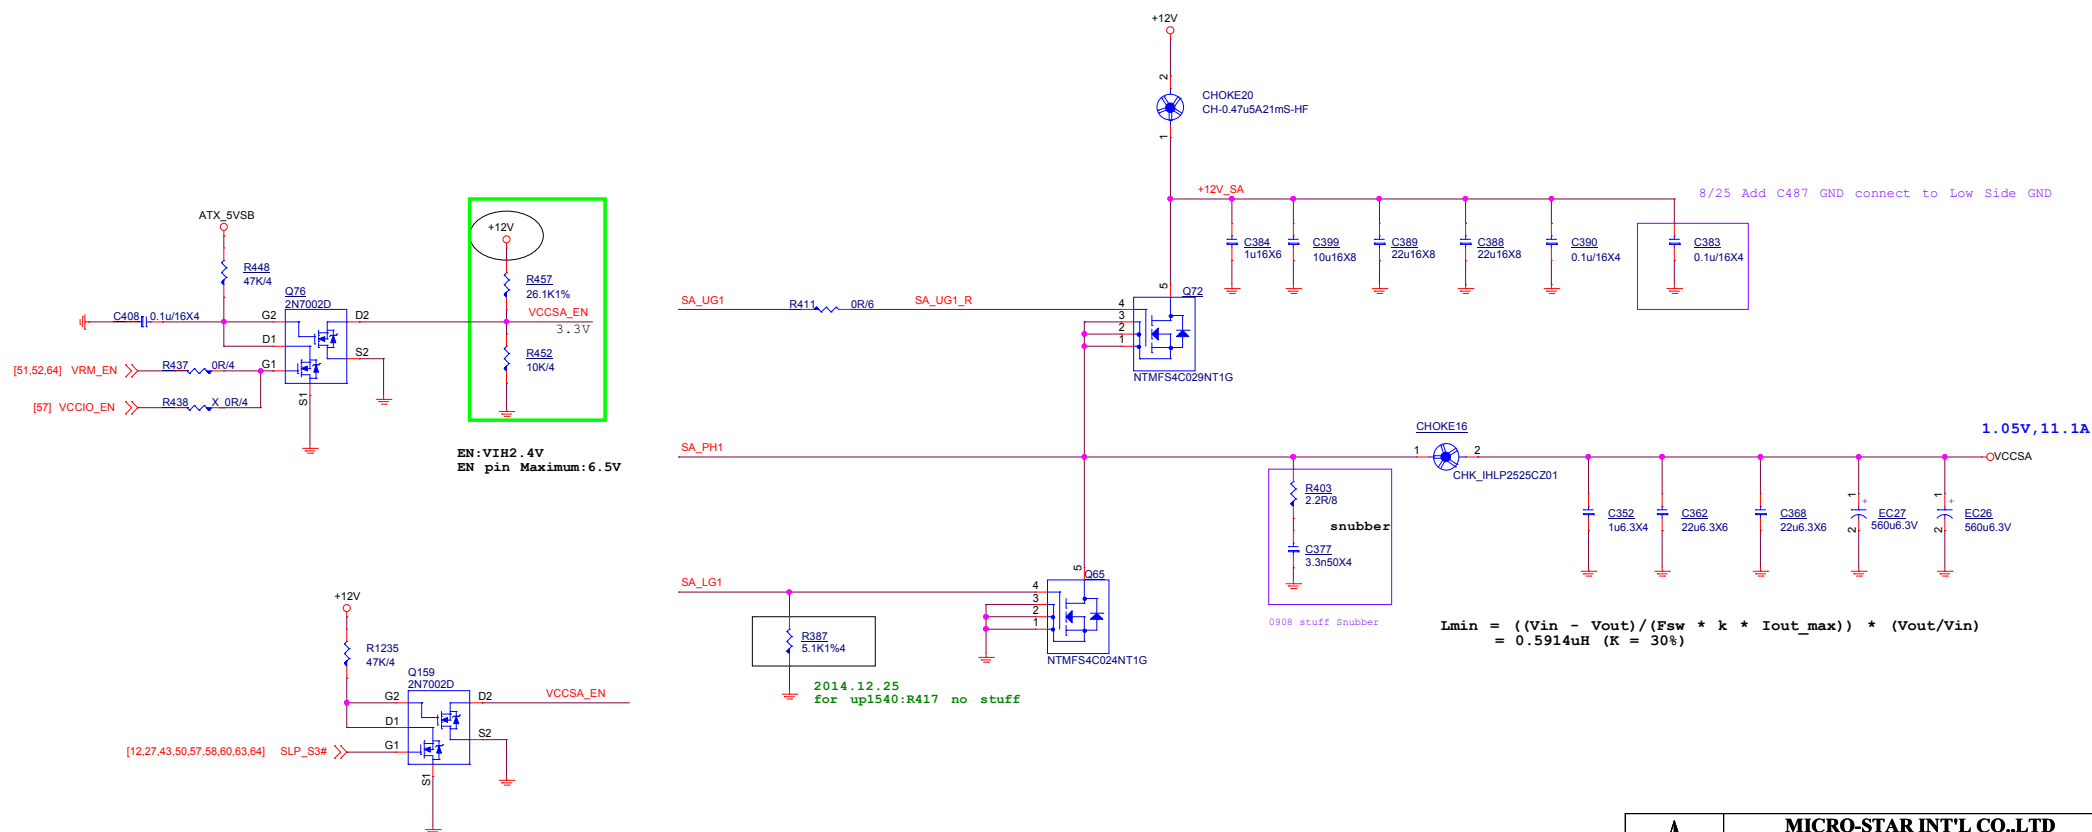 +12V
2
CHOKE20
CH-0.47u5A21mS-HF
1
+12V_SA
8/25 Add C487 GND connect to Low Side GND
C384
1u16X6
C399
10u16X8
C389
22u16X8
C388
22u16X8
C390
0.1u/16X4
C383
0.1u/16X4
ATX_5VSB
R448
47K/4
Q76
2N7002D
C408
0.1u/16X4
G2
D2
D1
S2
G1
S1
[51,52,64] VRM_EN
R437
0R/4
[57] VCCIO_EN
R438
X_0R/4
+12V
R457
26.1K1%
VCCSA_EN
3.3V
R452
10K/4
EN:VIH2.4V
EN pin Maximum:6.5V
SA_UG1
R411
0R/6
SA_UG1_R
5
Q72
4
3
2
1
NTMFS4C029NT1G
SA_PH1
CHOKE16
1
2
CHK_IHLP2525CZ01
1.05V,11.1A
VCCSA
R403
2.2R/8
snubber
C377
3.3n50X4
0908 stuff Snubber
C352
1u6.3X4
C362
22u6.3X6
C368
22u6.3X6
1
+
EC27
560u6.3V
2
1
+
EC26
560u6.3V
2
Lmin = ((Vin - Vout)/(Fsw * k * Iout_max)) * (Vout/Vin)
= 0.5914uH (K = 30%)
SA_LG1
5
Q65
4
3
2
1
NTMFS4C024NT1G
R387
5.1K1%4
2014.12.25
for up1540:R417 no stuff
+12V
R1235
47K/4
Q159
2N7002D
G2
D2
VCCSA_EN
D1
S2
G1
S1
[12,27,43,50,57,58,60,63,64] SLP_S3#
MICRO-STAR INT'L CO.,LTD